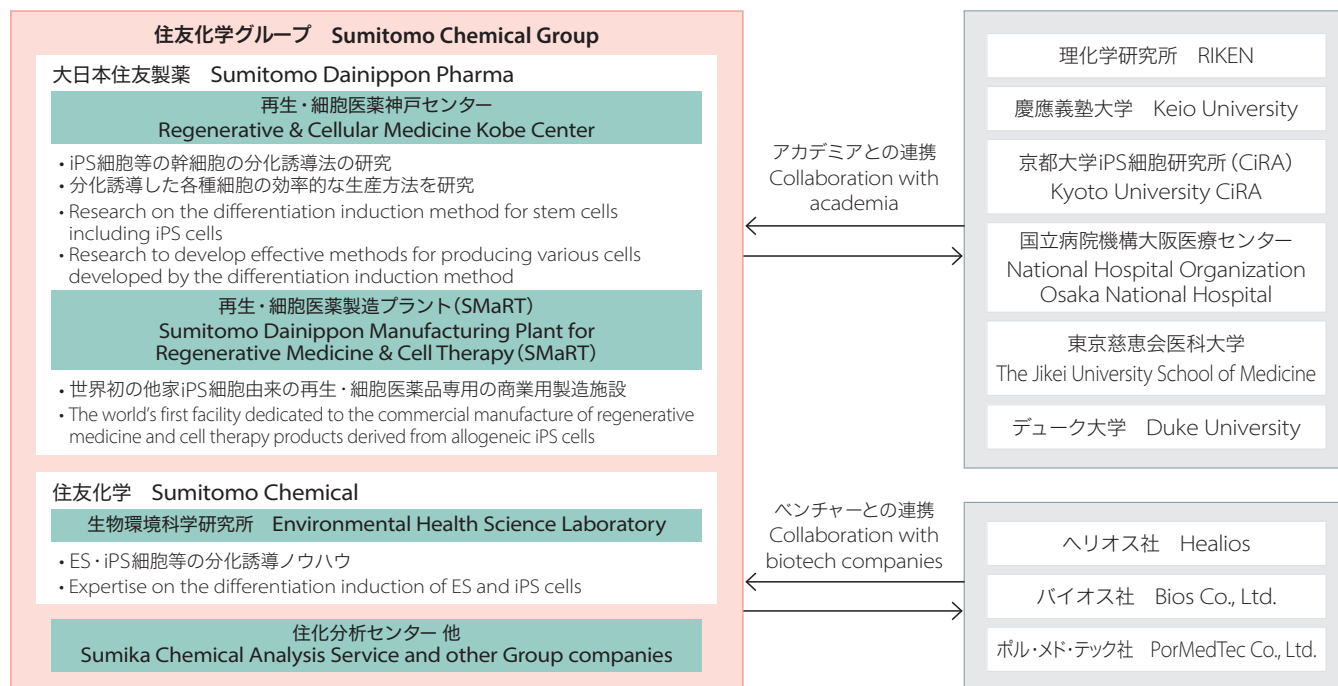 住友化学グループ Sumitomo Chemical Group
大日本住友製薬 Sumitomo Dainippon Pharma
再生・細胞医薬神戸センター
Regenerative & Cellular Medicine Kobe Center
・iPS細胞等の幹細胞の分化誘導法の研究
・分化誘導した各種細胞の効率的な生産方法を研究
・Research on the differentiation induction method for stem cells
including iPS cells
・Research to develop effective methods for producing various cells
developed by the differentiation induction method
再生・細胞医薬製造プラント(SMaRT)
Sumitomo Dainippon Manufacturing Plant for
Regenerative Medicine & Cell Therapy(SMaRT)
・世界初の他家iPS細胞由来の再生・細胞医薬品専用の商業用製造施設
・The world's first facility dedicated to the commercial manufacture of regenerative
medicine and cell therapy products derived from allogeneic iPS cells
住友化学 Sumitomo Chemical
生物環境科学研究所 Environmental Health Science Laboratory
・ES・iPS細胞等の分化誘導ノウハウ
・Expertise on the differentiation induction of ES and iPS cells
住化分析センター 他
Sumika Chemical Analysis Service and other Group companies
アカデミアとの連携
Collaboration with
academia
ベンチャーとの連携
Collaboration with
biotech companies
理化学研究所 RIKEN
慶應義塾大学 Keio University
京都大学iPS細胞研究所(CiRA)
Kyoto University CiRA
国立病院機構大阪医療センター
National Hospital Organization
Osaka National Hospital
東京慈恵会医科大学
The Jikei University School of Medicine
デューク大学 Duke University
ヘリオス社 Healios
バイオス社 Bios Co., Ltd.
ポル・メド・テック社 PorMedTec Co., Ltd.